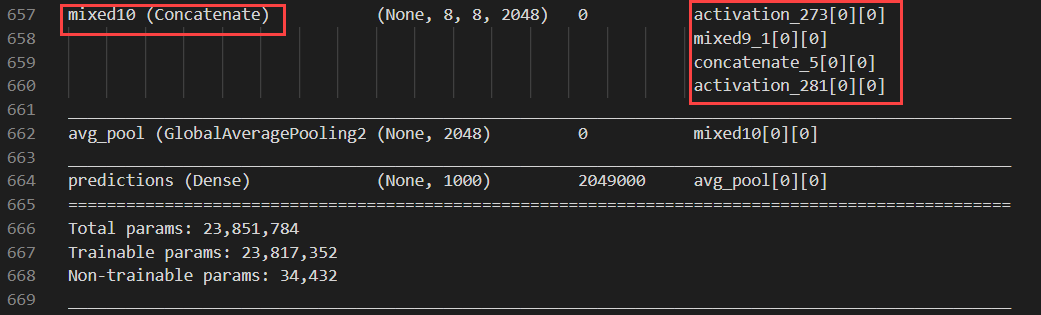 657 mixed10 (Concatenate) (None, 8, 8, 2048) 0 activation_273[0][0]
658 mixed9_1[0][0]
659 concatenate_5[0][0]
660 activation_281[0][0]
661 __________________________________________________________________________________________________
662 avg_pool (GlobalAveragePooling2 (None, 2048) 0 mixed10[0][0]
663 __________________________________________________________________________________________________
664 predictions (Dense) (None, 1000) 2049000 avg_pool[0][0]
665 ==================================================================================================
666 Total params: 23,851,784
667 Trainable params: 23,817,352
668 Non-trainable params: 34,432
669 __________________________________________________________________________________________________